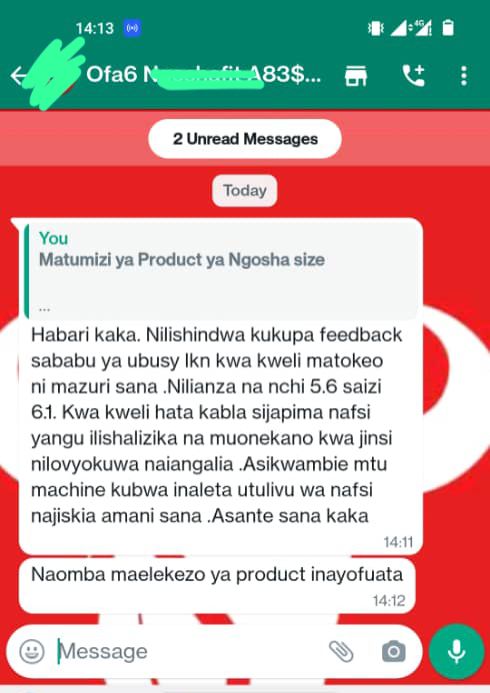 14:13
4G
Ofa6 A83$...
2 Unread Messages
Today
You
Matumizi ya Product ya Ngosha size
...
Habari kaka. Nilishindwa kukupa feedback
sababu ya ubusy lkn kwa kweli matokeo
ni mazuri sana .Nilianza na nchi 5.6 saizi
6.1. Kwa kweli hata kabla sijapima nafsi
yangu ilishalizika na muonekano kwa jinsi
nilovyokuwa naiangalia .Asikwambie mtu
machine kubwa inaleta utulivu wa nafsi
najiskia amani sana .Asante sana kaka
14:11
Naomba maelekezo ya product inayofuata
14:12
Message